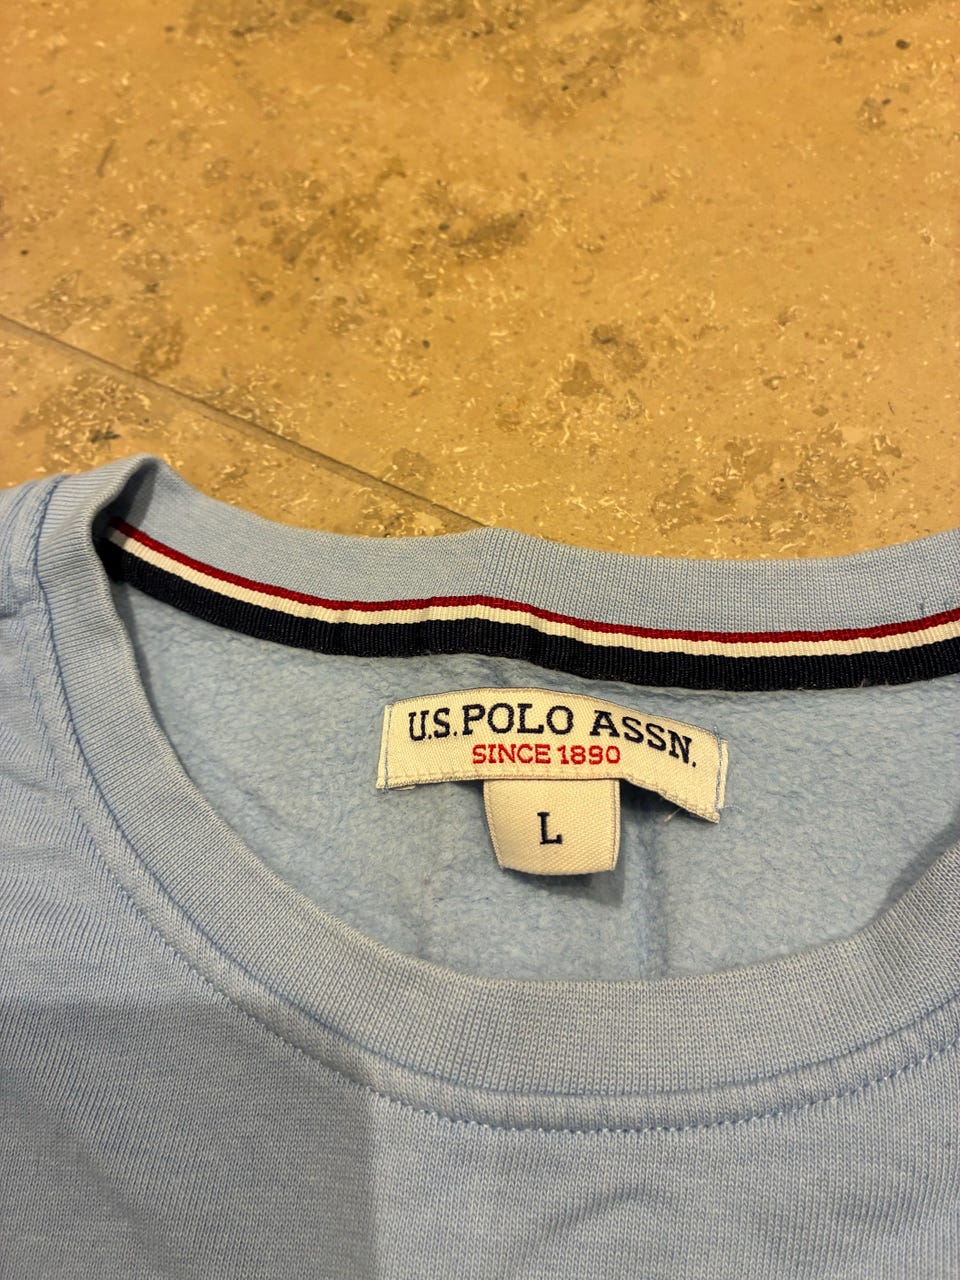 U.S. POLO ASSN.
SINCE 1890
L